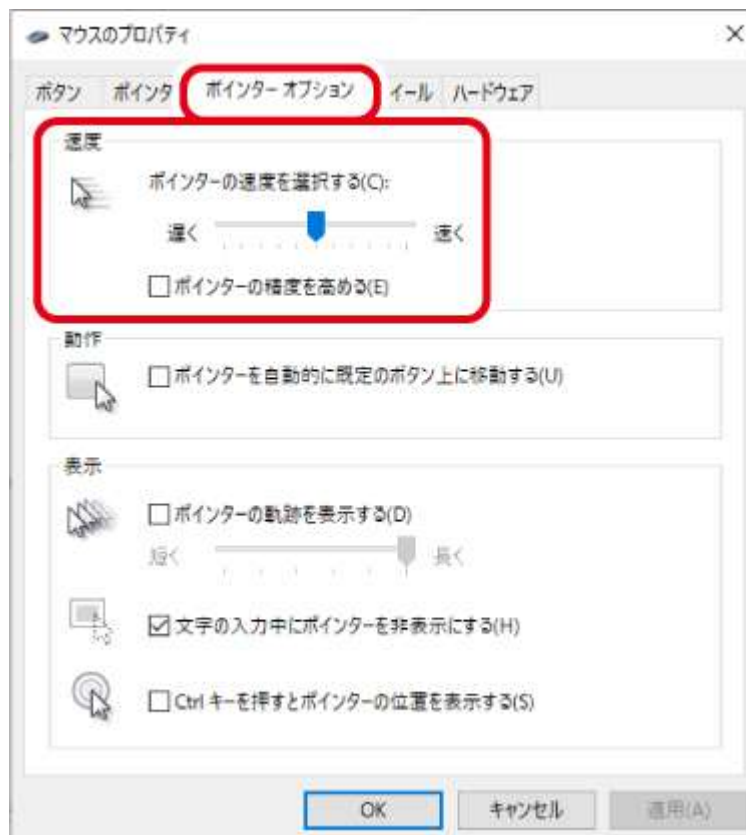 マウスのプロパティ
ボタン ポインタ ポインター オプション イール ハードウェア
速度
ポインターの速度を選択する(C):
遅く 速く
ポインターの精度を高める(E)
動作
ポインターを自動的に既定のボタン上に移動する(U)
表示
ポインターの軌跡を表示する(D)
短く 長く
文字の入力中にポインターを非表示にする(H)
Ctrl キーを押すとポインターの位置を表示する(S)
OK キャンセル 適用(A)